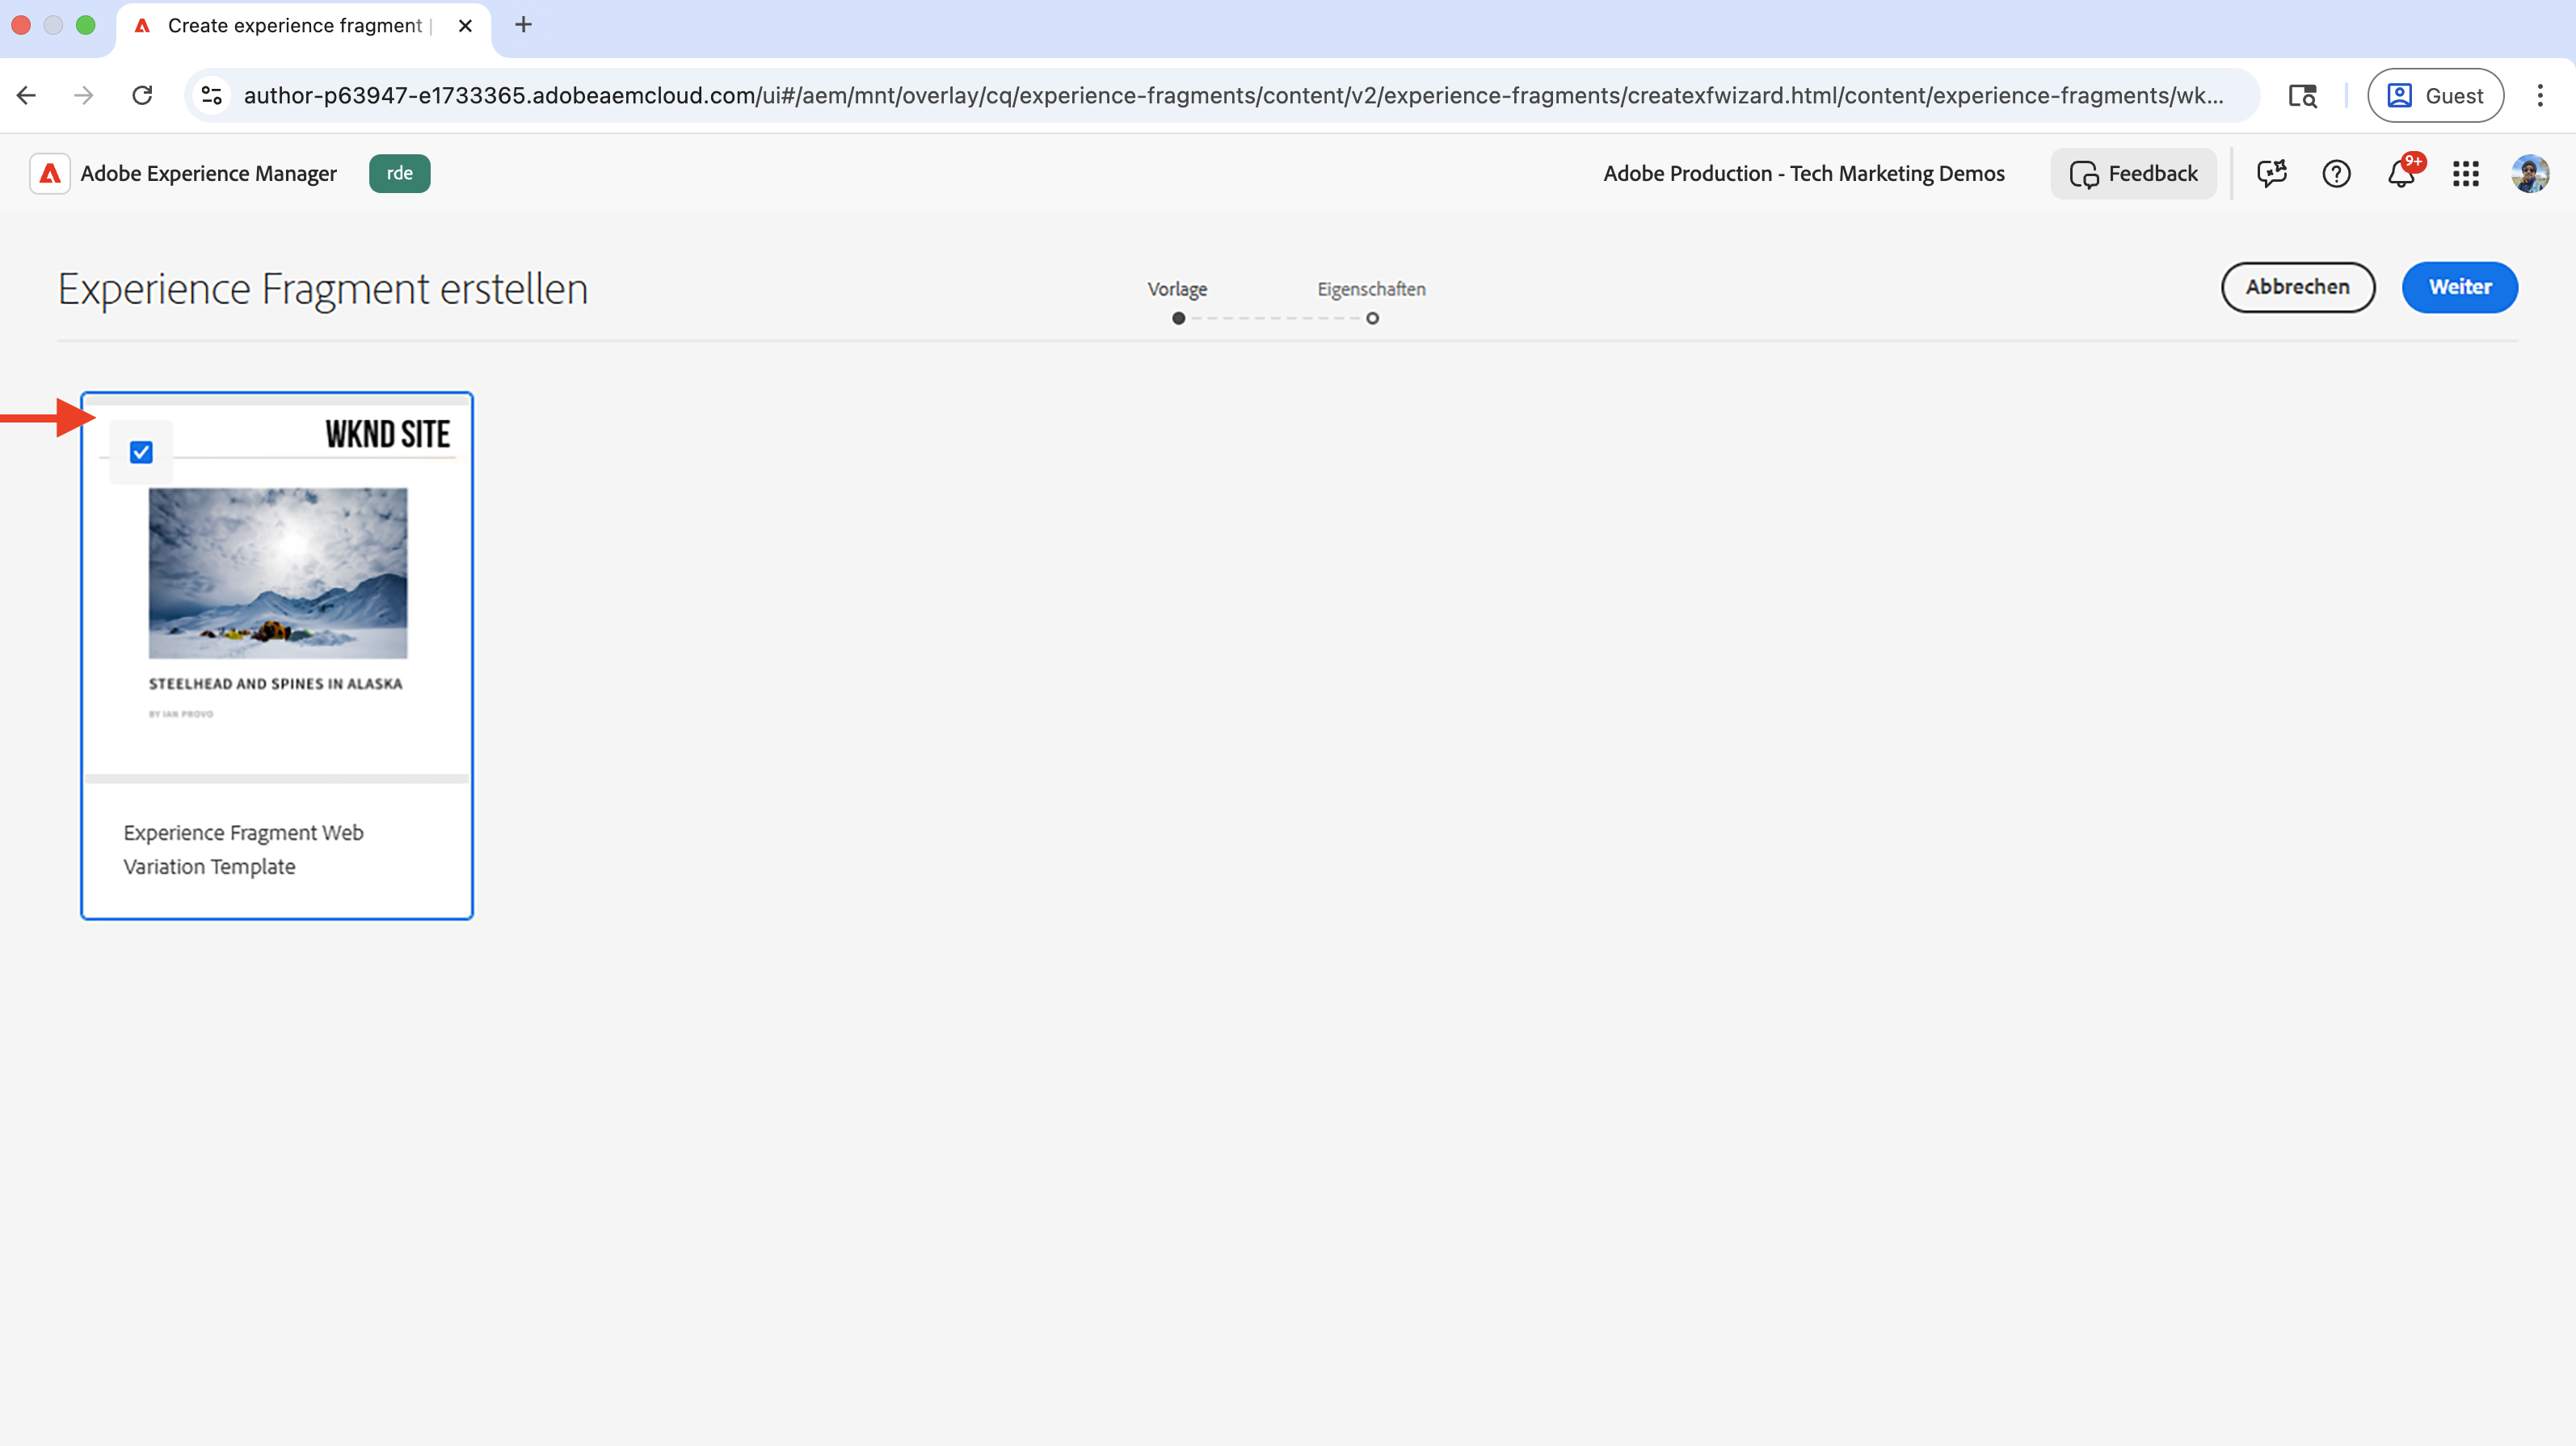 Create experience fragment |
author-p63947-e1733365.adobeaemcloud.com/ui#/aem/mnt/overlay/cq/experience-fragments/content/v2/experience-fragments/createxfwizard.html/content/experience-fragments/wk...
Guest
Adobe Experience Manager
rde
Adobe Production - Tech Marketing Demos
Feedback
9+
Experience Fragment erstellen
Vorlage
Eigenschaften
Abbrechen
Weiter
WKND SITE
STEELHEAD AND SPINES IN ALASKA
BY IAN PROVO
Experience Fragment Web
Variation Template